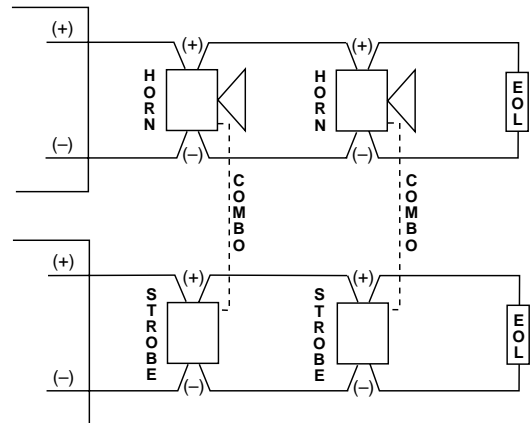 (+)
(+)
(+)
HORN
HORN
EOL
(–)
(–)
(–)
COMBO
COMBO
(+)
(+)
(+)
STROBE
STROBE
EOL
(–)
(–)
(–)